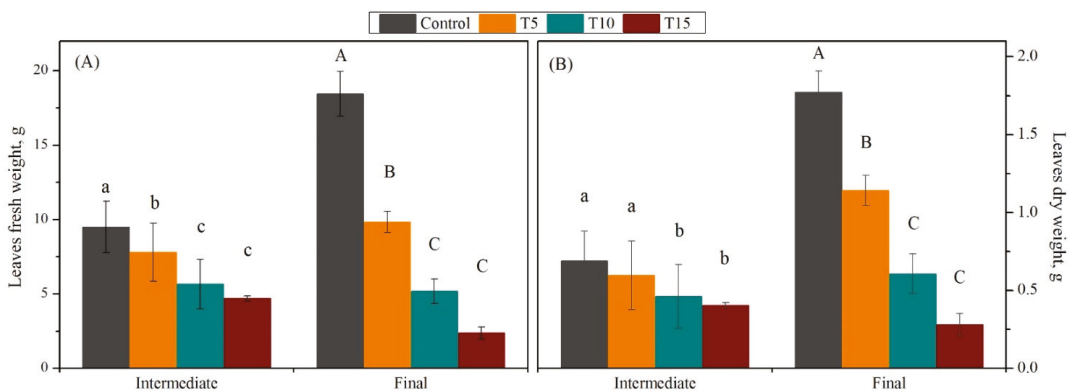 Control T5 T10 T15
(A)
Leaves fresh weight, g
20
15
10
5
0
a
b
c
c
A
B
C
C
Intermediate
Final
(B)
a
a
b
b
A
B
C
C
Intermediate
Final
2.0
1.5
1.0
0.5
0.0
Leaves dry weight, g